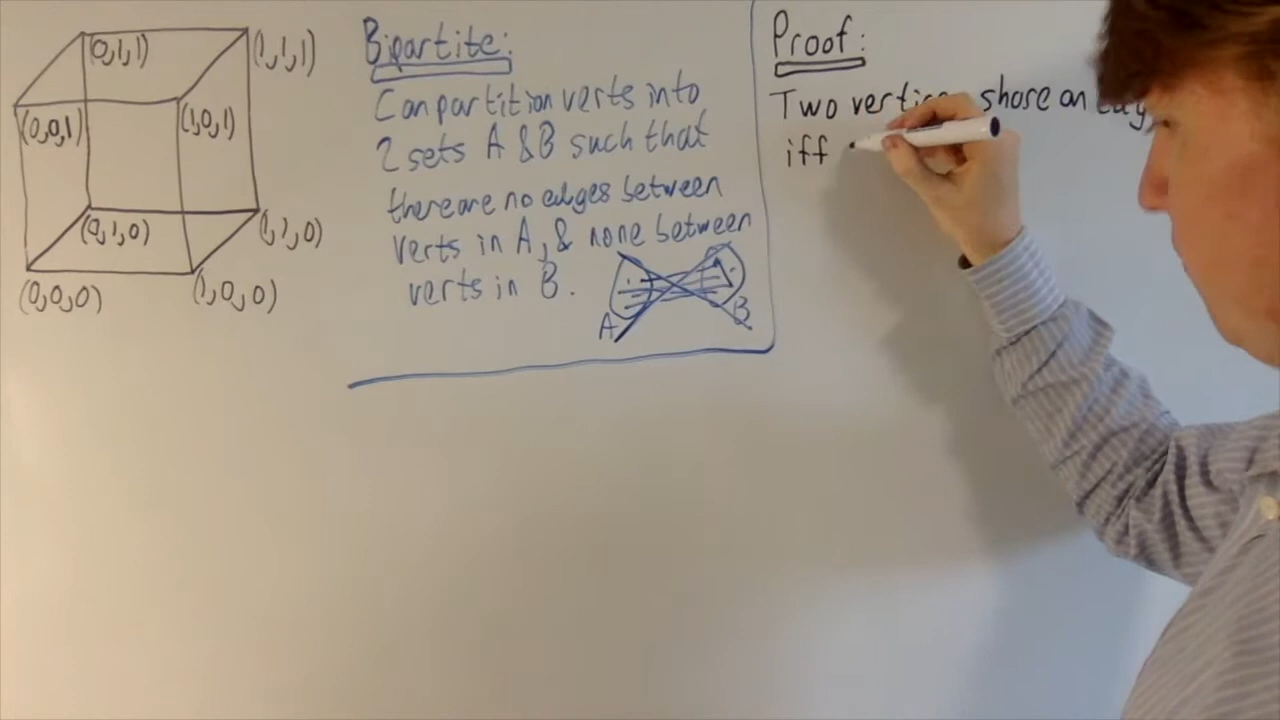 (0,1,1)
(1,1,1)
(0,0,1)
(1,0,1)
(0,1,0)
(1,1,0)
(0,0,0)
(1,0,0)
Bipartite:
Can partition verts into
2 sets A & B such that
there are no edges between
verts in A, & none between
verts in B.
A
B
Proof:
Two share an
iff